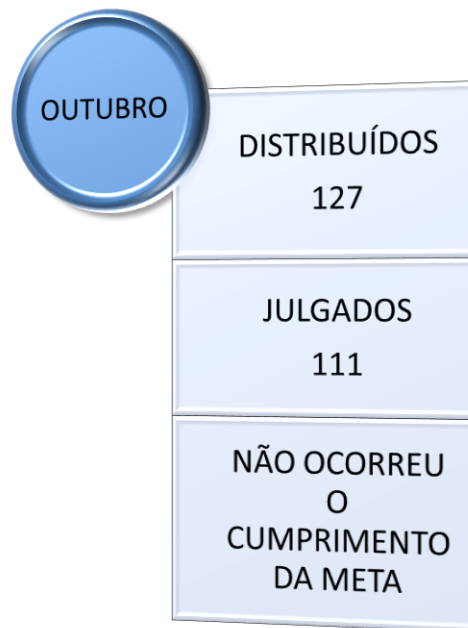 OUTUBRO
DISTRIBUÍDOS
127
JULGADOS
111
NÃO OCORREU
O
CUMPRIMENTO
DA META